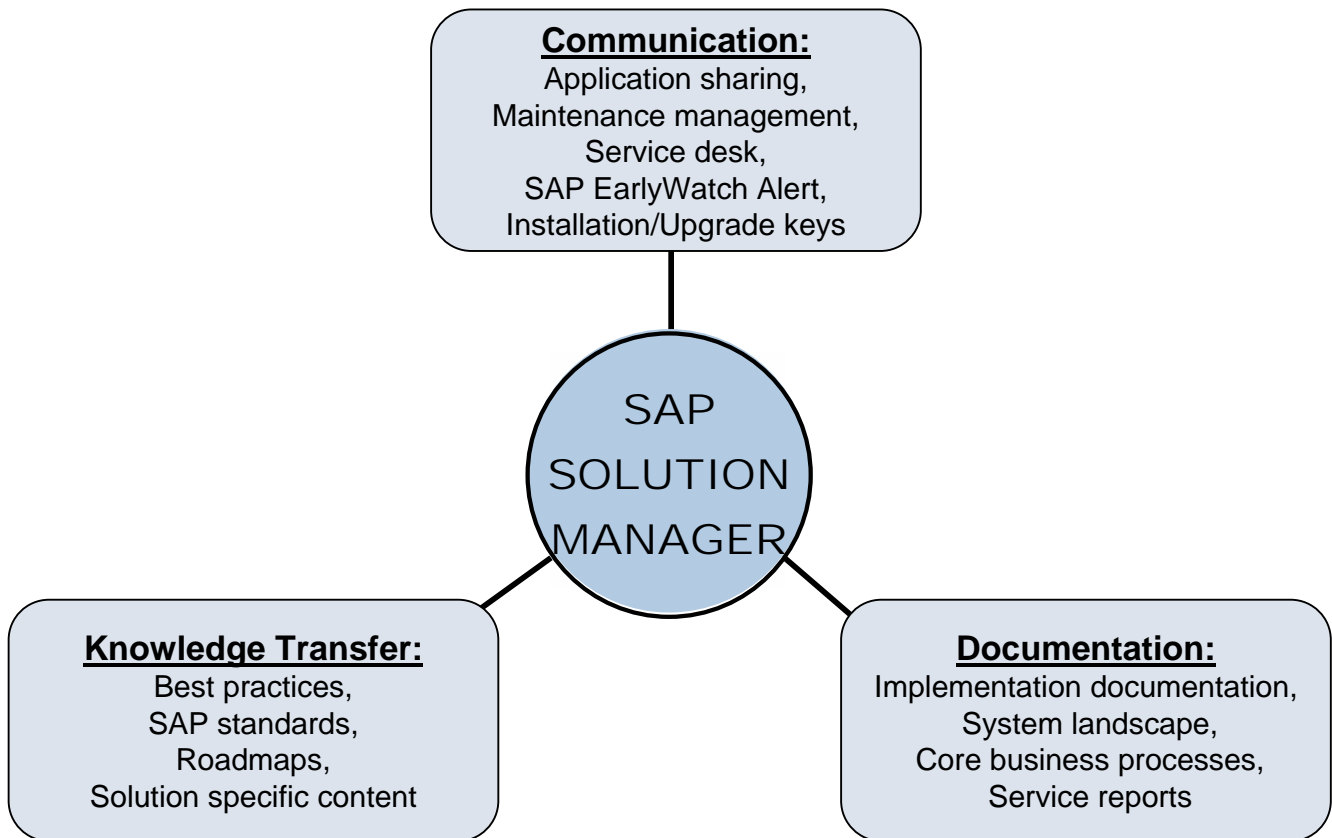 Communication:
Application sharing,
Maintenance management,
Service desk,
SAP EarlyWatch Alert,
Installation/Upgrade keys
SAP
SOLUTION
MANAGER
Knowledge Transfer:
Best practices,
SAP standards,
Roadmaps,
Solution specific content
Documentation:
Implementation documentation,
System landscape,
Core business processes,
Service reports